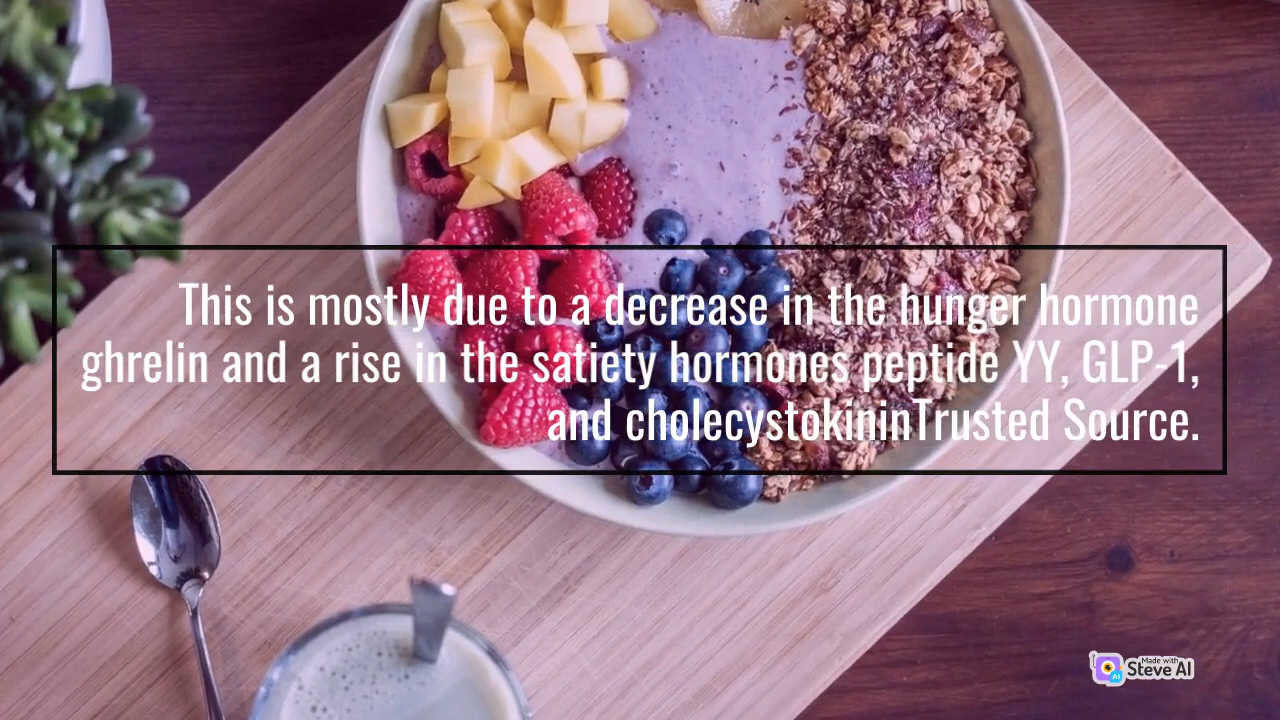 This is mostly due to a decrease in the hunger hormone
ghrelin and a rise in the satiety hormones peptide YY, GLP-1,
and cholecystokininTrusted Source.
Made with
AI Steve AI